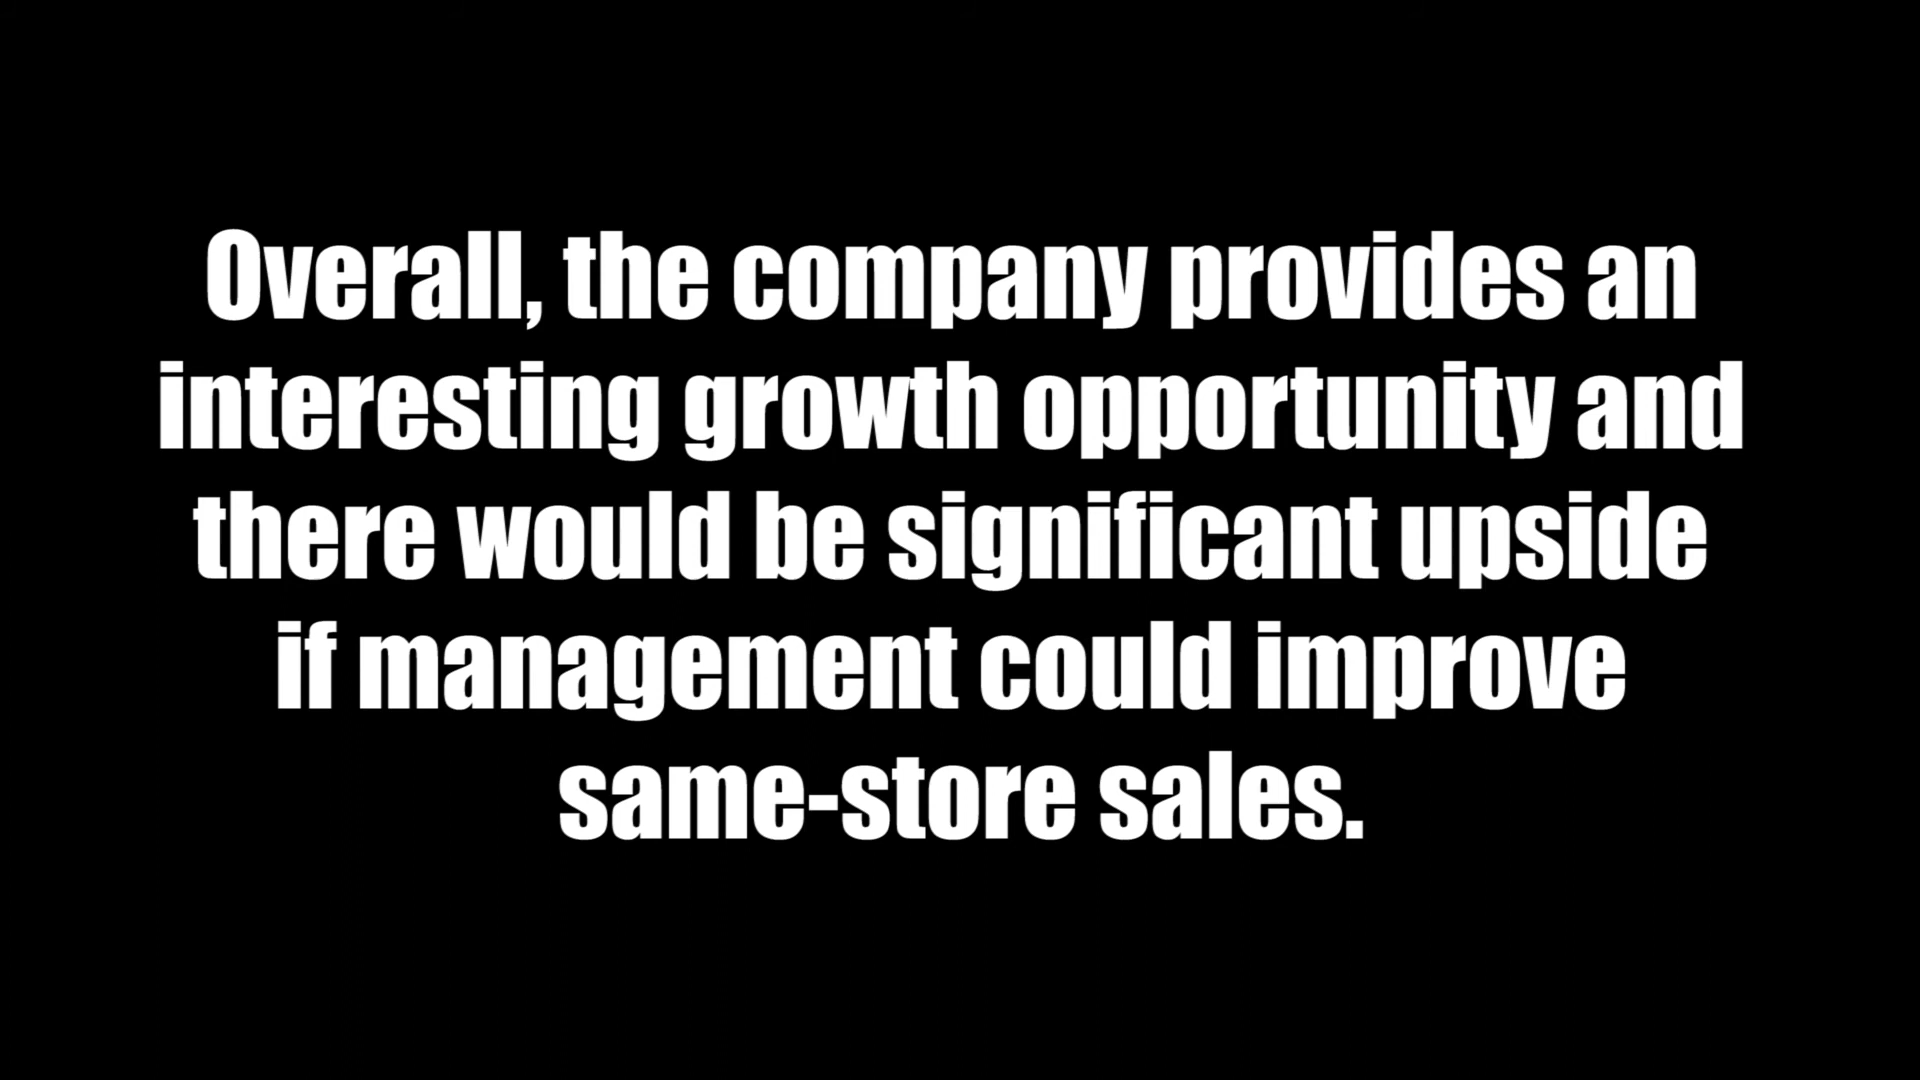 Overall, the company provides an
interesting growth opportunity and
there would be significant upside
if management could improve
same-store sales.